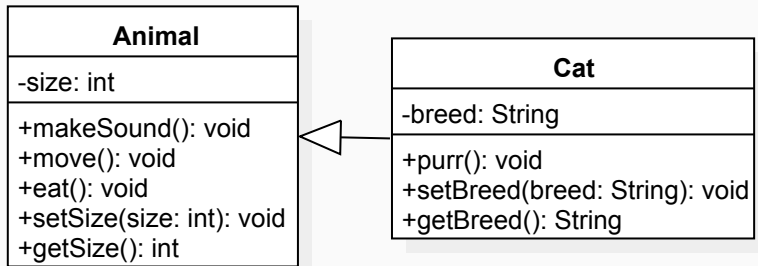 Animal
-size: int
+makeSound(): void
+move(): void
+eat(): void
+setSize(size: int): void
+getSize(): int
Cat
-breed: String
+purr(): void
+setBreed(breed: String): void
+getBreed(): String